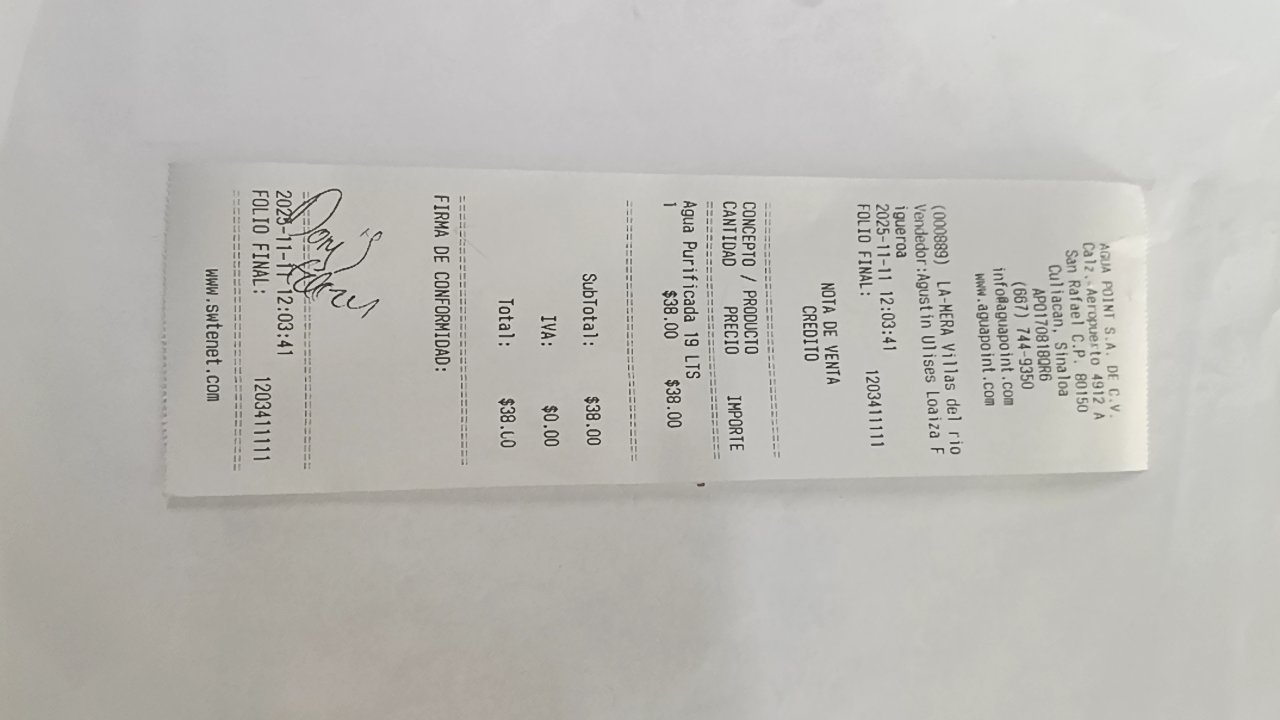 AGUA POINT S.A. DE C.V.
Calz. Aeropuerto 4912 A
San Rafael C.P. 80150
Culiacan, Sinaloa
APO170818QR6
(667) 744-9350
info@aguapoint.com
www.aguapoint.com
(000889) LA-MERA Villas del rio
Vendedor:Agustin Ulises Loaiza F
igueroa
2025-11-11 12:03:41
FOLIO FINAL: 1203411111
NOTA DE VENTA
CREDITO
================================
CONCEPTO / PRODUCTO
CANTIDAD PRECIO IMPORTE
================================
Agua Purificada 19 LTS
1 $38.00 $38.00
================================
SubTotal: $38.00
IVA: $0.00
Total: $38.00
================================
FIRMA DE CONFORMIDAD:
================================
2025-11-11 12:03:41
FOLIO FINAL: 1203411111
================================
www.swtenet.com